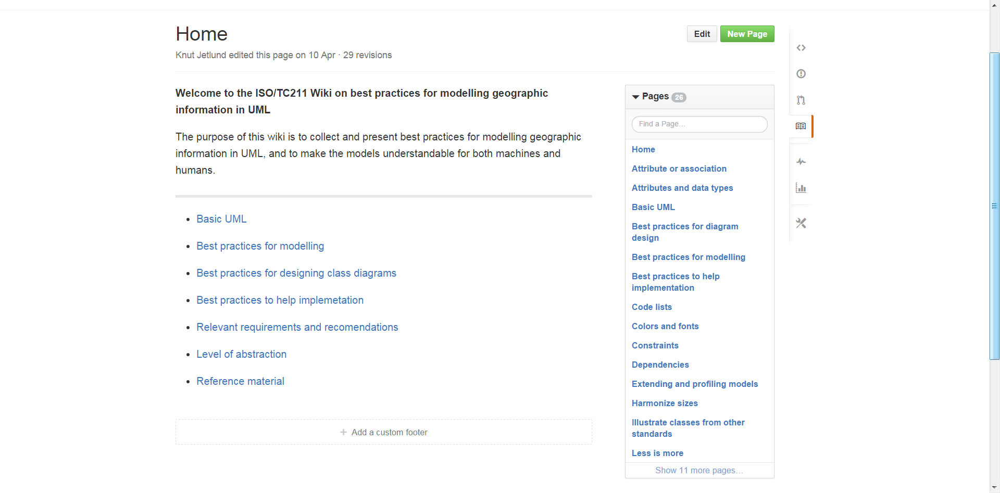 Home
Edit
New Page
Knut Jetlund edited this page on 10 Apr · 29 revisions
Welcome to the ISO/TC211 Wiki on best practices for modelling geographic
information in UML
The purpose of this wiki is to collect and present best practices for modelling geographic
information in UML, and to make the models understandable for both machines and
humans.
Basic UML
Best practices for modelling
Best practices for designing class diagrams
Best practices to help implemetation
Relevant requirements and recomendations
Level of abstraction
Reference material
Add a custom footer
Pages 26
Find a Page…
Home
Attribute or association
Attributes and data types
Basic UML
Best practices for diagram
design
Best practices for modelling
Best practices to help
implementation
Code lists
Colors and fonts
Constraints
Dependencies
Extending and profiling models
Harmonize sizes
Illustrate classes from other
standards
Less is more
Show 11 more pages…